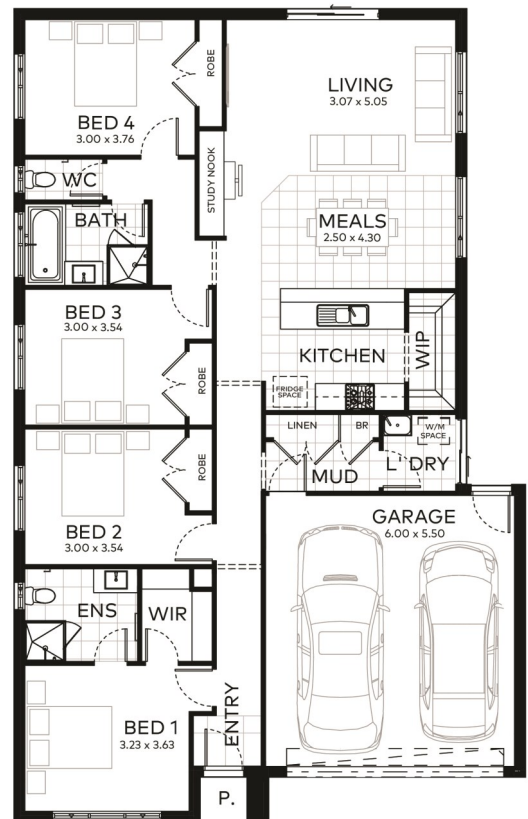 ROBE
LIVING
3.07 x 5.05
BED 4
3.00 x 3.76
STUDY NOOK
WC
BATH
MEALS
2.50 x 4.30
BED 3
3.00 x 3.54
KITCHEN
WIP
ROBE
FRIDGE
SPACE
LINEN
BR
W/M
SPACE
ROBE
MUD
L' DRY
BED 2
3.00 x 3.54
GARAGE
6.00 x 5.50
ENS
WIR
ENTRY
BED 1
3.23 x 3.63
P.